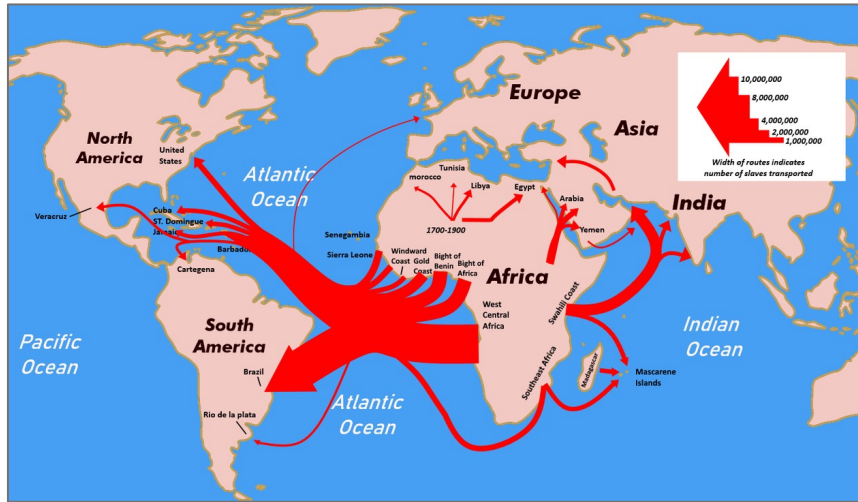 North
America
United
States
Atlantic
Ocean
Europe
Asia
10,000,000
8,000,000
4,000,000
2,000,000
1,000,000
Width of routes indicates
number of slaves transported
Veracruz
Cuba
ST. Domingue
Jamaic
Barbado
Cartegena
morocco
Tunisia
Libya
Egypt
1700-1900
Arabia
Yemen
India
Senegambia
Sierra Leone
Windward
Coast
Gold
Coast
Bight of
Benin
Bight of
Africa
Africa
West
Central
Africa
Swahili Coast
Southeast Africa
Madagascar
Mascarene
Islands
Pacific
Ocean
South
America
Brazil
Rio de la plata
Atlantic
Ocean
Indian
Ocean